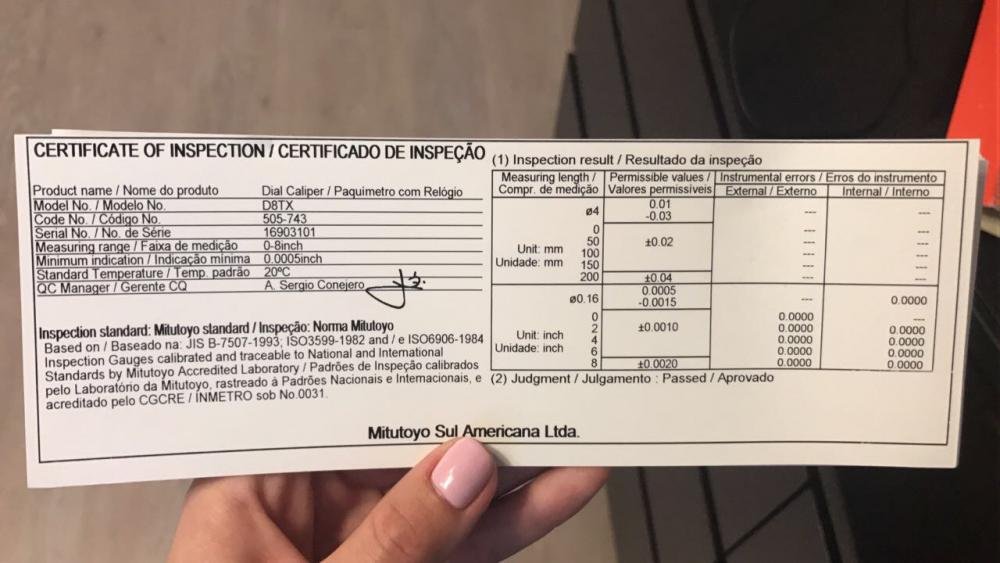 CERTIFICATE OF INSPECTION / CERTIFICADO DE INSPEÇÃO
Product name / Nome do produto Dial Caliper / Paquimetro com Relógio
Model No. / Modelo No. D8TX
Code No. / Código No. 505-743
Serial No. / No. de Série 16903101
Measuring range / Faixa de medição 0-8inch
Minimum indication / Indicação mínima 0.0005inch
Standard Temperature / Temp. padrão 20ºC
QC Manager / Gerente CQ A. Sergio Conejero
Inspection standard: Mitutoyo standard / Inspeção: Norma Mitutoyo
Based on / Baseado na: JIS B-7507-1993; ISO3599-1982 and / e ISO6906-1984
Inspection Gauges calibrated and traceable to National and International
Standards by Mitutoyo Accredited Laboratory / Padrões de Inspeção calibrados
pelo Laboratório da Mitutoyo, rastreado à Padrões Nacionais e Internacionais, e
acreditado pelo CGCRE / INMETRO sob No.0031.
(1) Inspection result / Resultado da inspeção
Measuring length / Permissible values / Instrumental errors / Erros do instrumento
Compr. de medição Valores permissíveis External / Externo Internal / Interno
0.01
ø4 --- ---
-0.03
0 --- ---
50 ±0.02 --- ---
Unit: mm 100 --- ---
Unidade: mm 150 --- ---
200 ±0.04 --- ---
0.0005
ø0.16 --- 0.0000
-0.0015
0 0.0000 ---
2 ±0.0010 0.0000 0.0000
Unit: inch 4 0.0000 0.0000
Unidade: inch 6 0.0000 0.0000
8 ±0.0020 0.0000 0.0000
(2) Judgment / Julgamento : Passed / Aprovado
Mitutoyo Sul Americana Ltda.